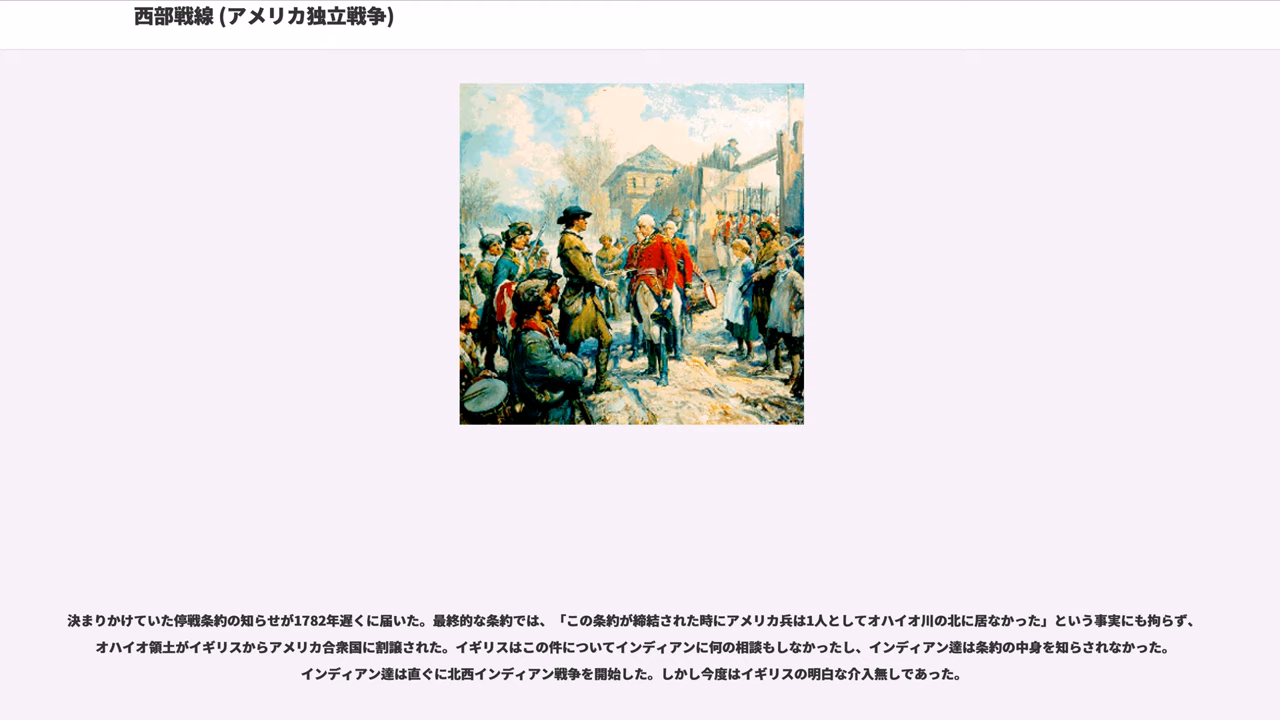 西部戦線 (アメリカ独立戦争)
決まりかけていた停戦条約の知らせが1782年遅くに届いた。最終的な条約では、「この条約が締結された時にアメリカ兵は1人としてオハイオ川の北に居なかった」という事実にも拘らず、
オハイオ領土がイギリスからアメリカ合衆国に割譲された。イギリスはこの件についてインディアンに何の相談もしなかったし、インディアン達は条約の中身を知らされなかった。
インディアン達は直ぐに北西インディアン戦争を開始した。しかし今度はイギリスの明白な介入無しであった。